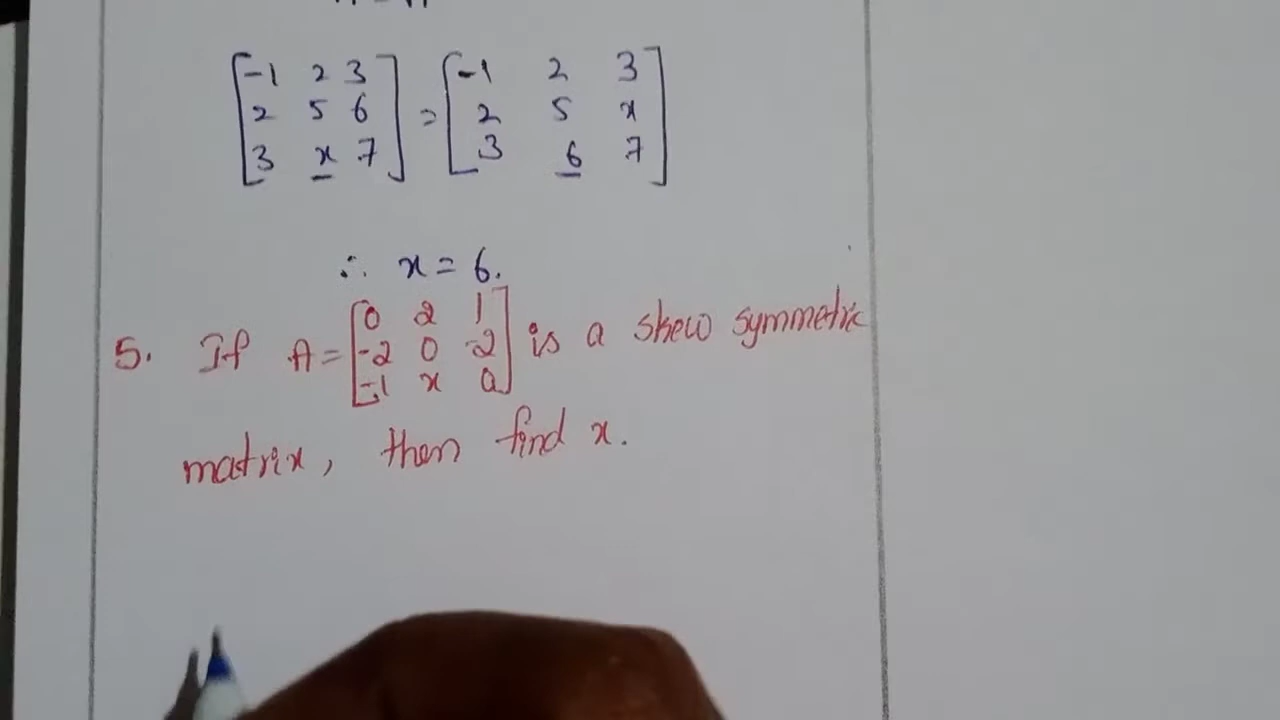 [-1 2 3] = [-1 2 3]
[2 5 6] [2 5 x]
[3 x 7] [3 6 7]
∴ x = 6.
5. If A = [0 2 1; -2 0 -2; -1 x 0] is a skew symmetric
matrix, then find x.